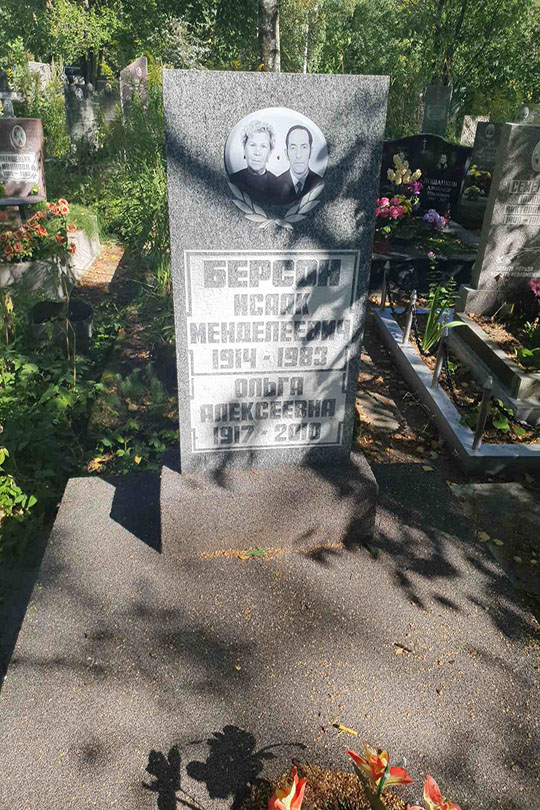 БЕРСОН
ИСААК
МЕНДЕЛЕЕВИЧ
1914 - 1983
ОЛЬГА
АЛЕКСЕЕВНА
1917 - 2010